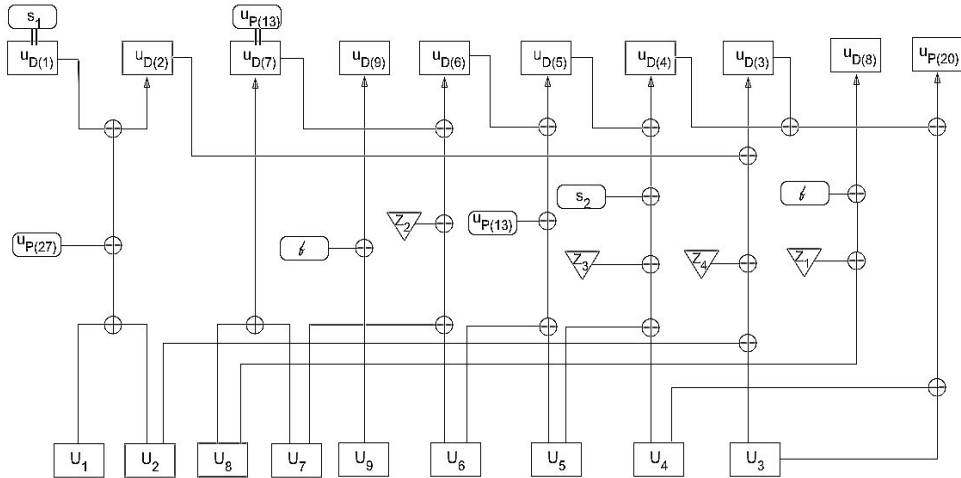 s1 uP(13)
uD(1) uD(2) uD(7) uD(9) uD(6) uD(5) uD(4) uD(3) uD(8) uP(20)
s2 𝒻
Z2 uP(13)
uP(27) 𝒻
Z3 Z4 Z1
U1 U2 U8 U7 U9 U6 U5 U4 U3